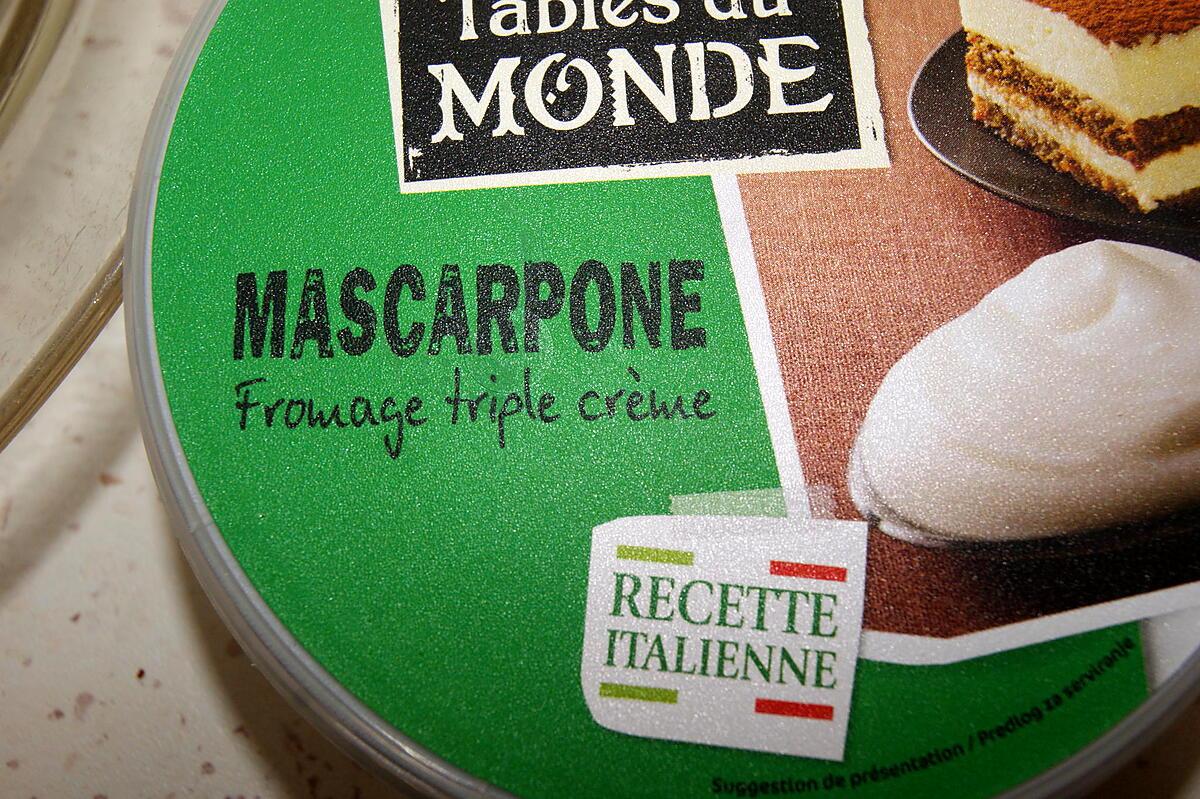 Tables du
MONDE
MASCARPONE
Fromage triple crème
RECETTE
ITALIENNE
Suggestion de présentation / Predlog za serviranje